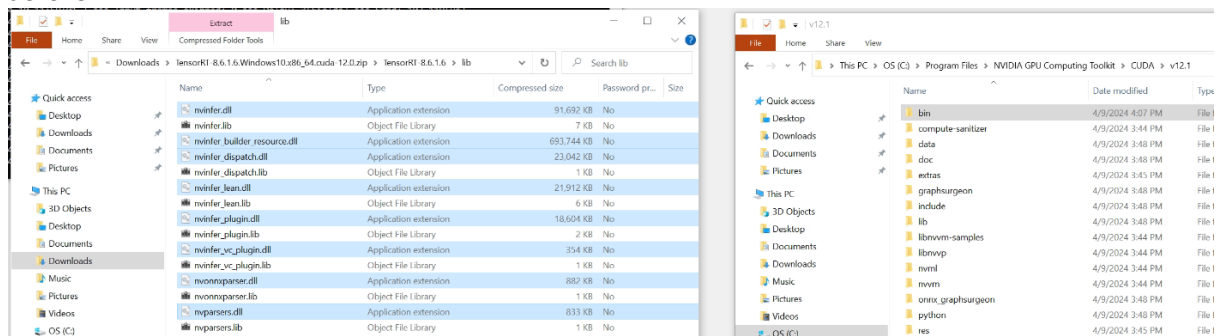 Extract
lib
File
Home
Share
View
Compressed Folder Tools
« Downloads › TensorRT-8.6.1.6.Windows10.x86_64.cuda-12.0.zip › TensorRT-8.6.1.6 › lib
Search lib
Name
Type
Compressed size
Password pr...
Size
Quick access
Desktop
Downloads
Documents
Pictures
This PC
3D Objects
Desktop
Documents
Downloads
Music
Pictures
Videos
OS (C:)
nvinfer.dll Application extension 91,692 KB No
nvinfer.lib Object File Library 7 KB No
nvinfer_builder_resource.dll Application extension 693,744 KB No
nvinfer_dispatch.dll Application extension 23,042 KB No
nvinfer_dispatch.lib Object File Library 1 KB No
nvinfer_lean.dll Application extension 21,912 KB No
nvinfer_lean.lib Object File Library 6 KB No
nvinfer_plugin.dll Application extension 18,604 KB No
nvinfer_plugin.lib Object File Library 2 KB No
nvinfer_vc_plugin.dll Application extension 354 KB No
nvinfer_vc_plugin.lib Object File Library 1 KB No
nvonnxparser.dll Application extension 882 KB No
nvonnxparser.lib Object File Library 1 KB No
nvparsers.dll Application extension 833 KB No
nvparsers.lib Object File Library 1 KB No
v12.1
File
Home
Share
View
This PC › OS (C:) › Program Files › NVIDIA GPU Computing Toolkit › CUDA › v12.1
Name
Date modified
Type
Quick access
Desktop
Downloads
Documents
Pictures
This PC
3D Objects
Desktop
Documents
Downloads
Music
Pictures
Videos
OS (C:)
bin 4/9/2024 4:07 PM File
compute-sanitizer 4/9/2024 3:44 PM File
data 4/9/2024 3:48 PM File
doc 4/9/2024 3:48 PM File
extras 4/9/2024 3:45 PM File
graphsurgeon 4/9/2024 3:48 PM File
include 4/9/2024 3:48 PM File
lib 4/9/2024 3:48 PM File
libnvvm-samples 4/9/2024 3:44 PM File
libnvvp 4/9/2024 3:44 PM File
nvml 4/9/2024 3:44 PM File
nvvm 4/9/2024 3:44 PM File
onnx_graphsurgeon 4/9/2024 3:48 PM File
python 4/9/2024 3:48 PM File
res 4/9/2024 3:45 PM File